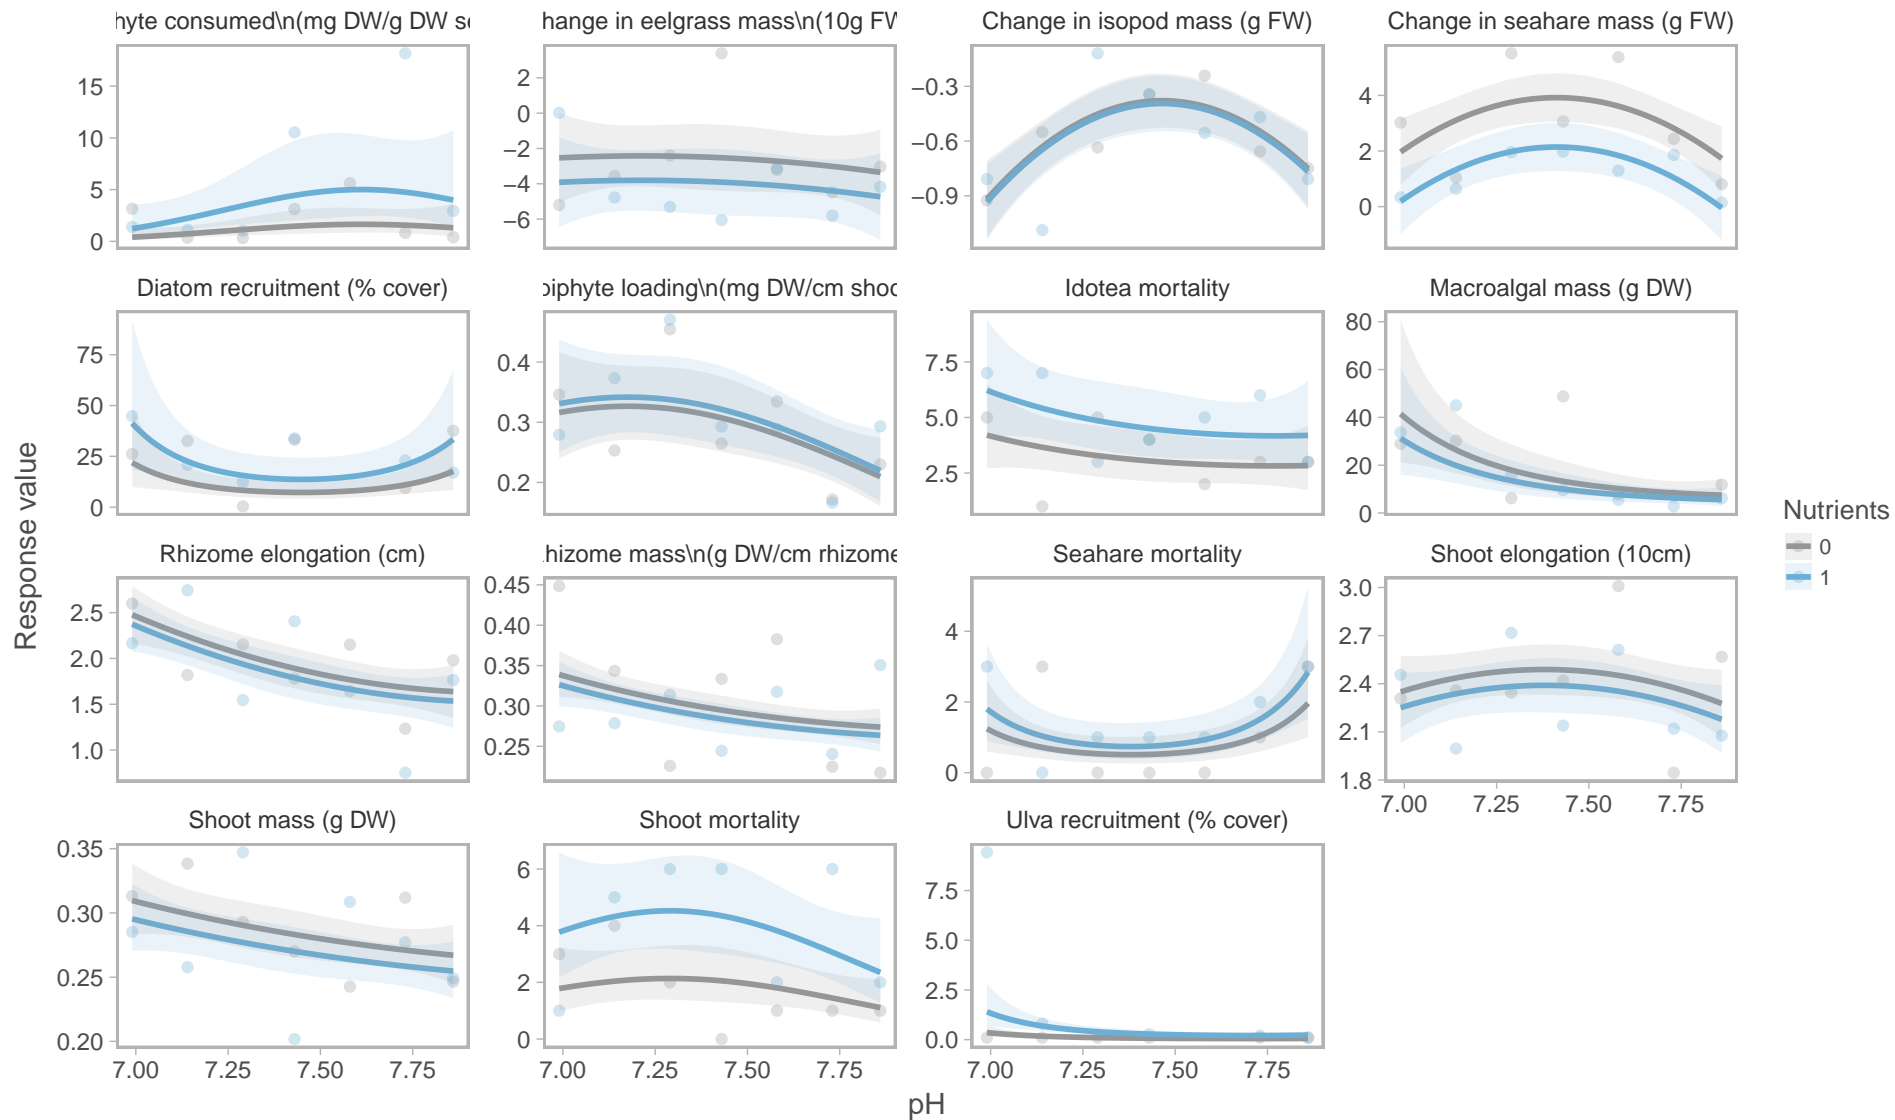 hyte consumed\n(mg DW/g DW se
hange in eelgrass mass\n(10g FW
Change in isopod mass (g FW)
Change in seahare mass (g FW)
15
10
5
0
2
0
−2
−4
−6
−0.3
−0.6
−0.9
4
2
0
Diatom recruitment (% cover)
piphyte loading\n(mg DW/cm shoo
Idotea mortality
Macroalgal mass (g DW)
75
50
25
0
0.4
0.3
0.2
7.5
5.0
2.5
80
60
40
20
0
Rhizome elongation (cm)
hizome mass\n(g DW/cm rhizome
Seahare mortality
Shoot elongation (10cm)
2.5
2.0
1.5
1.0
0.45
0.40
0.35
0.30
0.25
4
2
0
3.0
2.7
2.4
2.1
1.8
7.00 7.25 7.50 7.75
Shoot mass (g DW)
Shoot mortality
Ulva recruitment (% cover)
0.35
0.30
0.25
0.20
6
4
2
0
7.5
5.0
2.5
0.0
7.00 7.25 7.50 7.75
7.00 7.25 7.50 7.75
7.00 7.25 7.50 7.75
pH
Response value
Nutrients
0
1